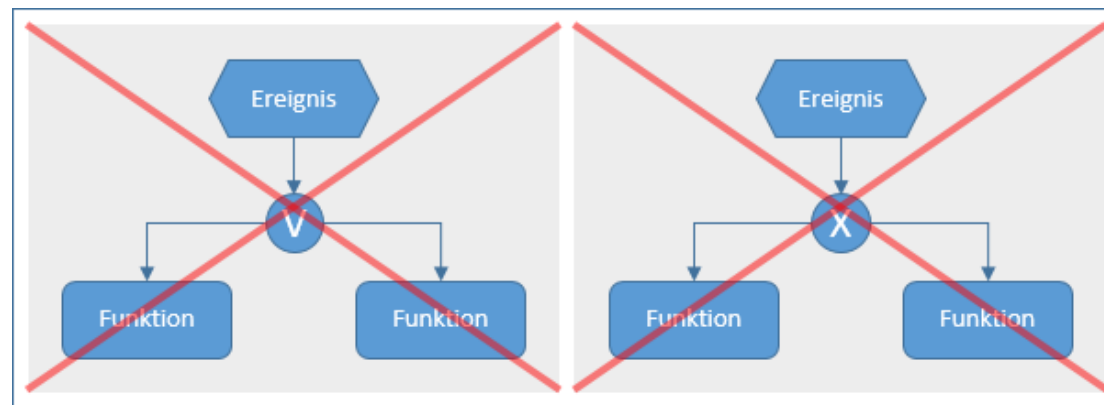 Ereignis
V
Funktion
Funktion
Ereignis
X
Funktion
Funktion